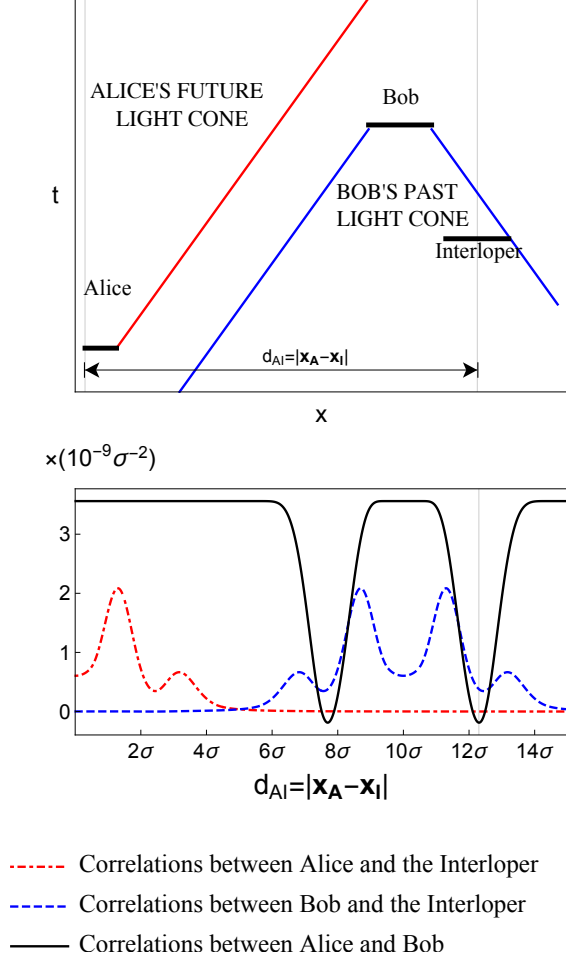 ALICE'S FUTURE
LIGHT CONE
Bob
t
BOB'S PAST
LIGHT CONE
Interloper
Alice
d_AI=|x_A−x_I|
x
×(10⁻⁹σ⁻²)
3
2
1
0
2σ 4σ 6σ 8σ 10σ 12σ 14σ
d_AI=|x_A−x_I|
Correlations between Alice and the Interloper
Correlations between Bob and the Interloper
Correlations between Alice and Bob